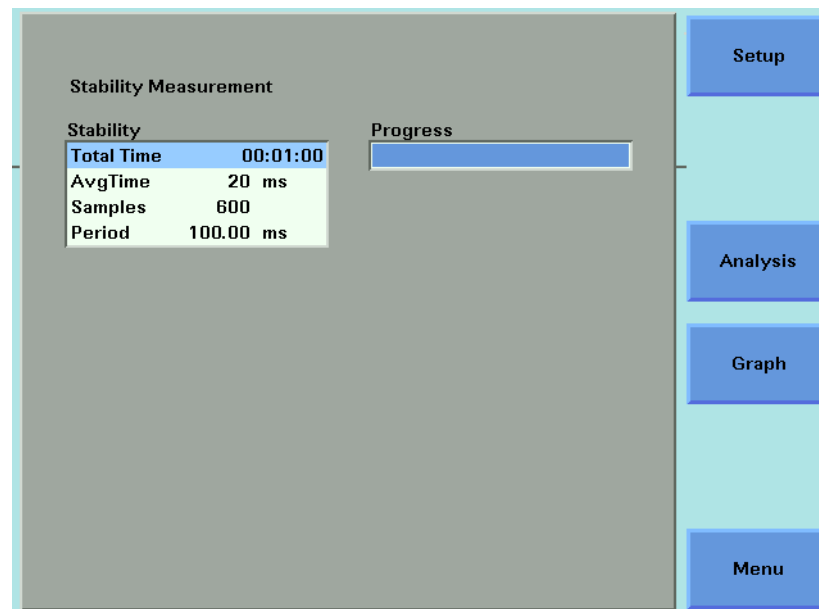 Setup
Stability Measurement
Stability
Progress
Total Time 00:01:00
AvgTime 20 ms
Samples 600
Period 100.00 ms
Analysis
Graph
Menu